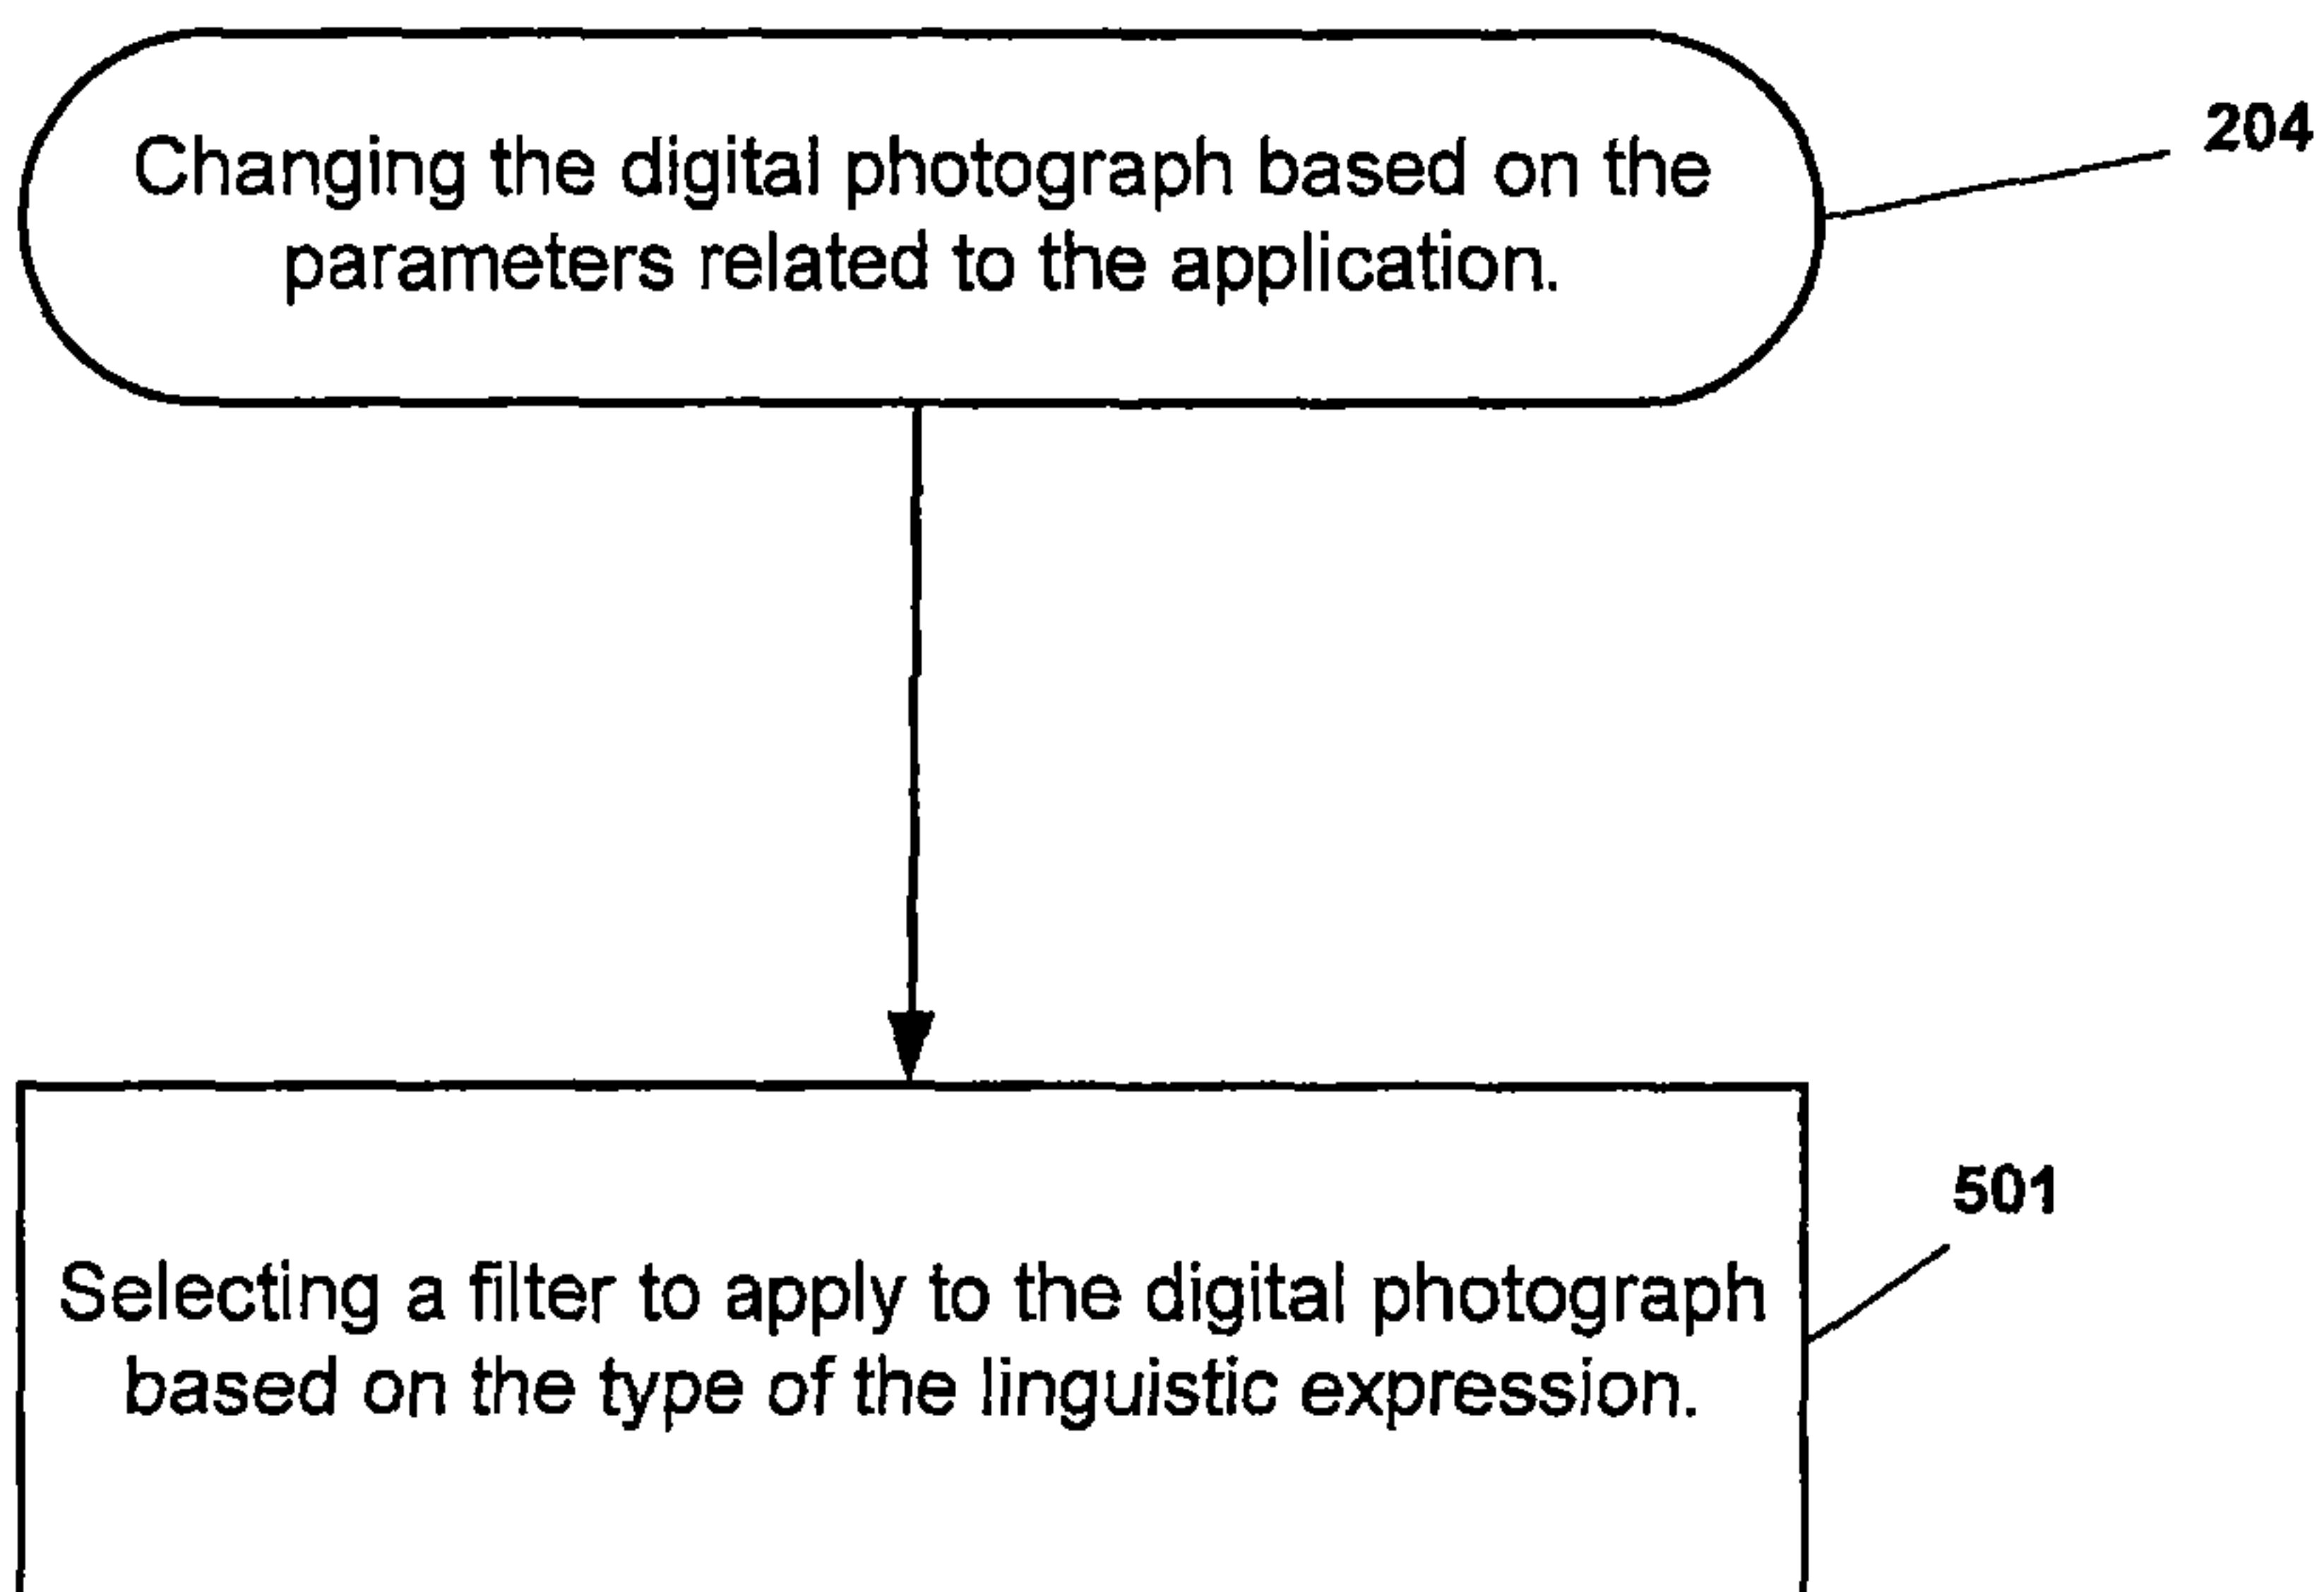 Changing the digital photograph based on the
parameters related to the application.
204
501
Selecting a filter to apply to the digital photograph
based on the type of the linguistic expression.